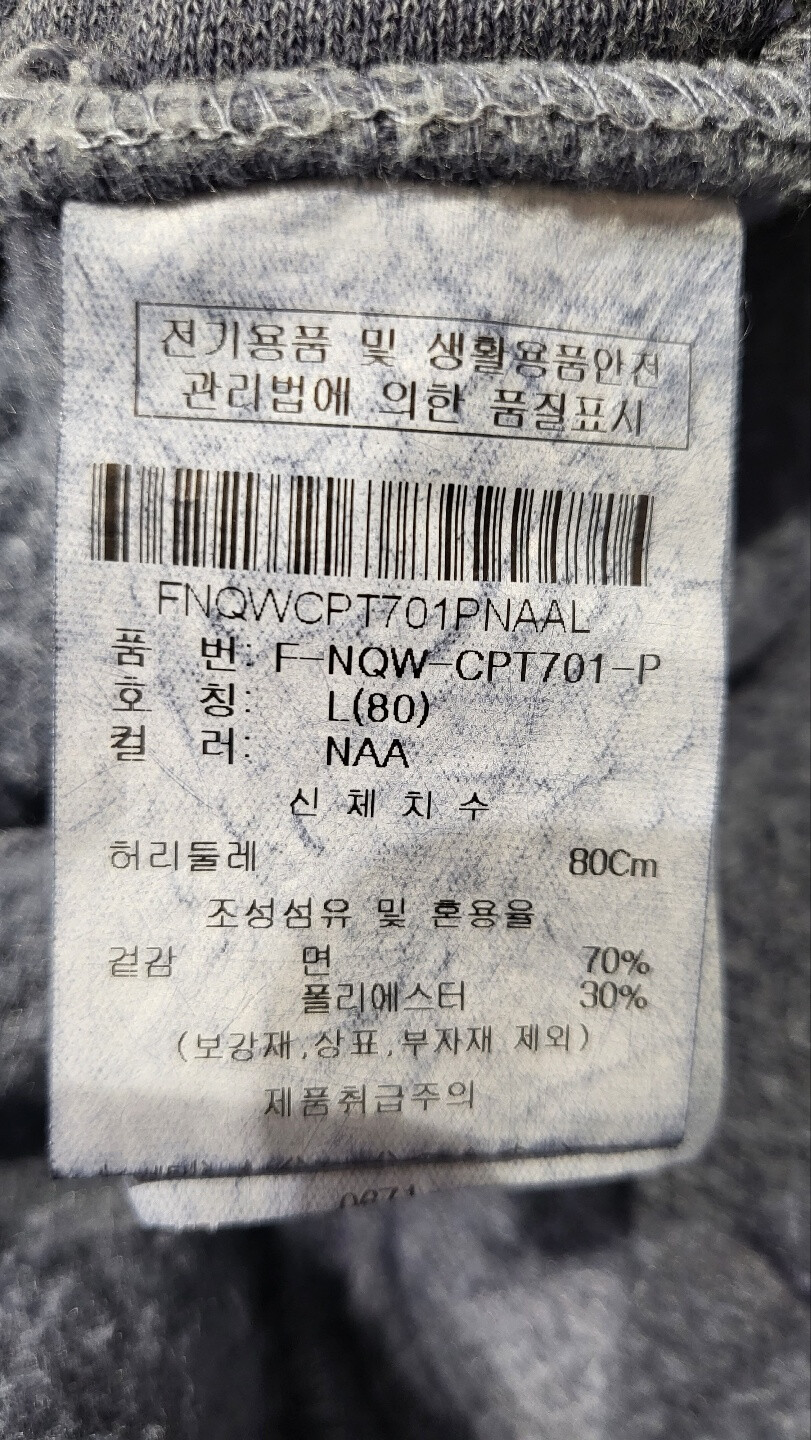 전기용품 및 생활용품안전
관리법에 의한 품질표시
FNQWCPT701PNAAL
품 번: F-NQW-CPT701-P
호 칭: L(80)
컬 러: NAA
신 체 치 수
허리둘레 80Cm
조성섬유 및 혼용율
겉감 면 70%
폴리에스터 30%
(보강재,상표,부자재 제외)
제품취급주의